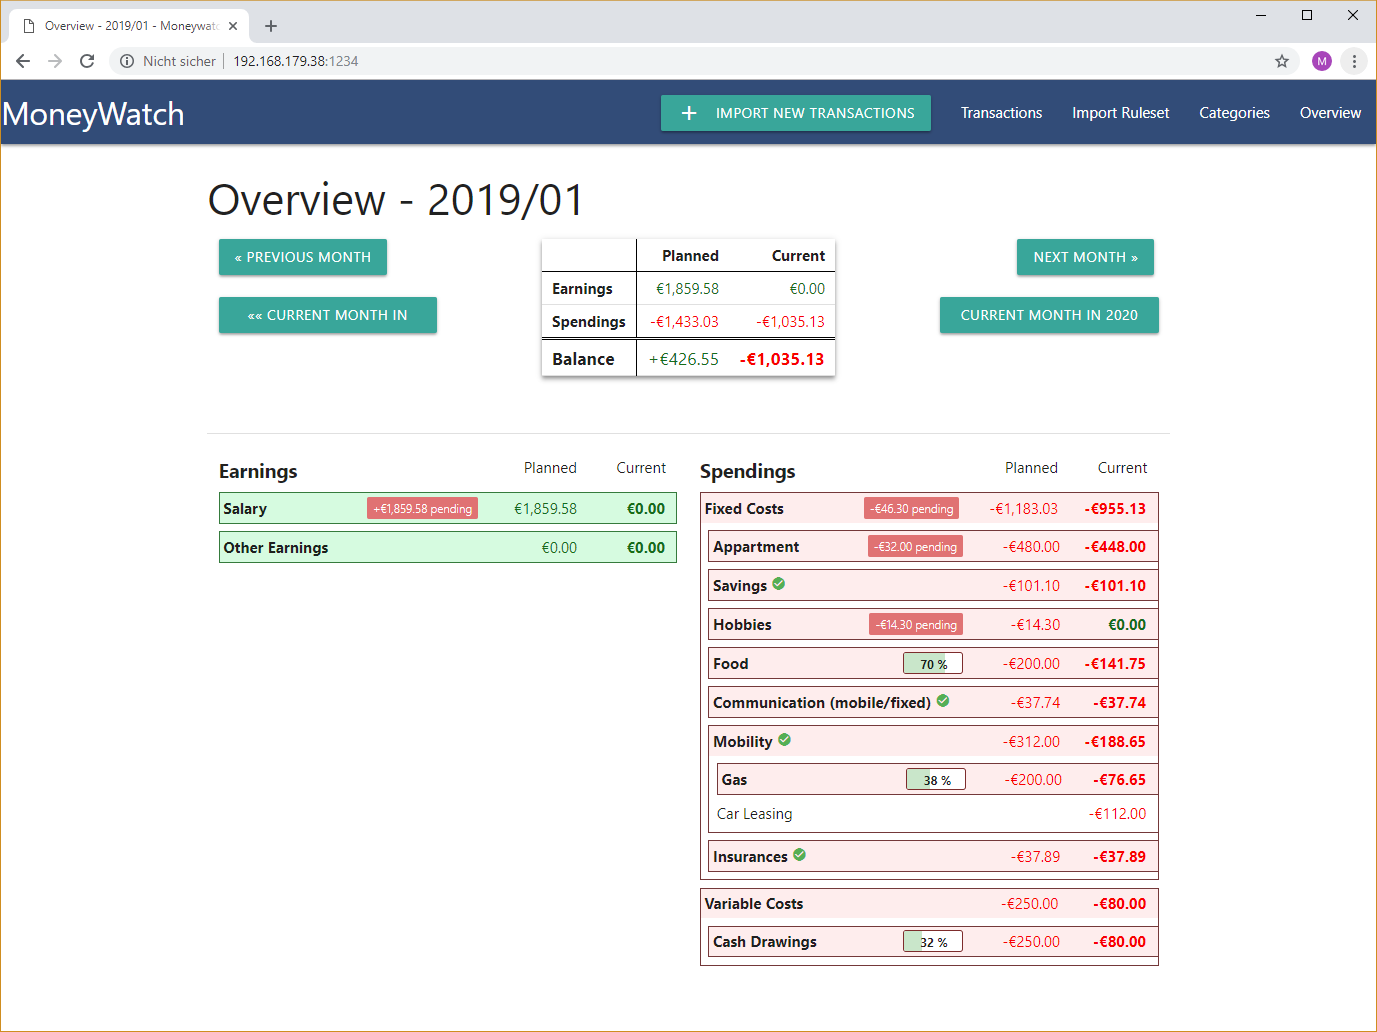 Overview - 2019/01 - Moneywatc
Nicht sicher 192.168.179.38:1234
M
MoneyWatch
+ IMPORT NEW TRANSACTIONS Transactions Import Ruleset Categories Overview
Overview - 2019/01
« PREVIOUS MONTH
«« CURRENT MONTH IN
Planned Current
Earnings €1,859.58 €0.00
Spendings -€1,433.03 -€1,035.13
Balance +€426.55 -€1,035.13
NEXT MONTH »
CURRENT MONTH IN 2020
Earnings Planned Current
Salary +€1,859.58 pending €1,859.58 €0.00
Other Earnings €0.00 €0.00
Spendings Planned Current
Fixed Costs -€46.30 pending -€1,183.03 -€955.13
Appartment -€32.00 pending -€480.00 -€448.00
Savings -€101.10 -€101.10
Hobbies -€14.30 pending -€14.30 €0.00
Food 70 % -€200.00 -€141.75
Communication (mobile/fixed) -€37.74 -€37.74
Mobility -€312.00 -€188.65
Gas 38 % -€200.00 -€76.65
Car Leasing -€112.00
Insurances -€37.89 -€37.89
Variable Costs -€250.00 -€80.00
Cash Drawings 32 % -€250.00 -€80.00